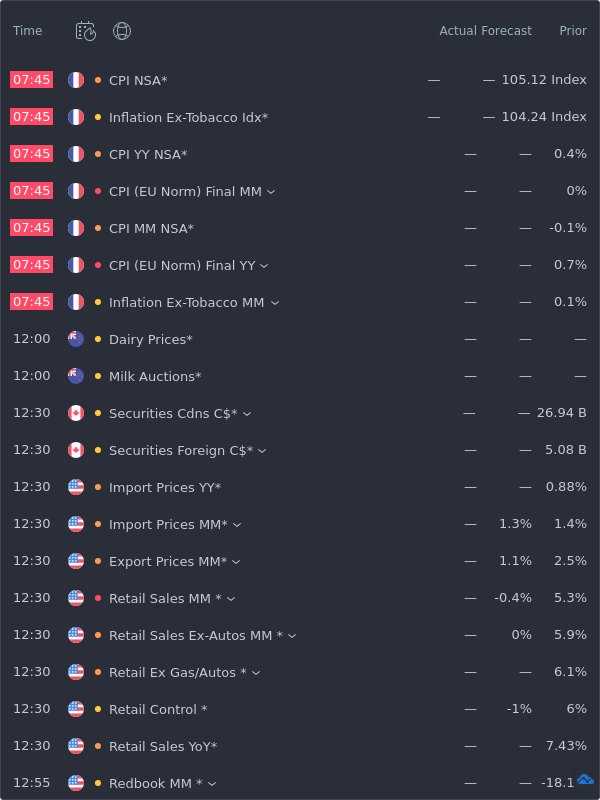 Time Actual Forecast Prior
07:45 CPI NSA* — — 105.12 Index
07:45 Inflation Ex-Tobacco Idx* — — 104.24 Index
07:45 CPI YY NSA* — — 0.4%
07:45 CPI (EU Norm) Final MM — — 0%
07:45 CPI MM NSA* — — -0.1%
07:45 CPI (EU Norm) Final YY — — 0.7%
07:45 Inflation Ex-Tobacco MM — — 0.1%
12:00 Dairy Prices* — — —
12:00 Milk Auctions* — — —
12:30 Securities Cdns C$* — — 26.94 B
12:30 Securities Foreign C$* — — 5.08 B
12:30 Import Prices YY* — — 0.88%
12:30 Import Prices MM* — 1.3% 1.4%
12:30 Export Prices MM* — 1.1% 2.5%
12:30 Retail Sales MM * — -0.4% 5.3%
12:30 Retail Sales Ex-Autos MM * — 0% 5.9%
12:30 Retail Ex Gas/Autos * — — 6.1%
12:30 Retail Control * — -1% 6%
12:30 Retail Sales YoY* — — 7.43%
12:55 Redbook MM * — — -18.1